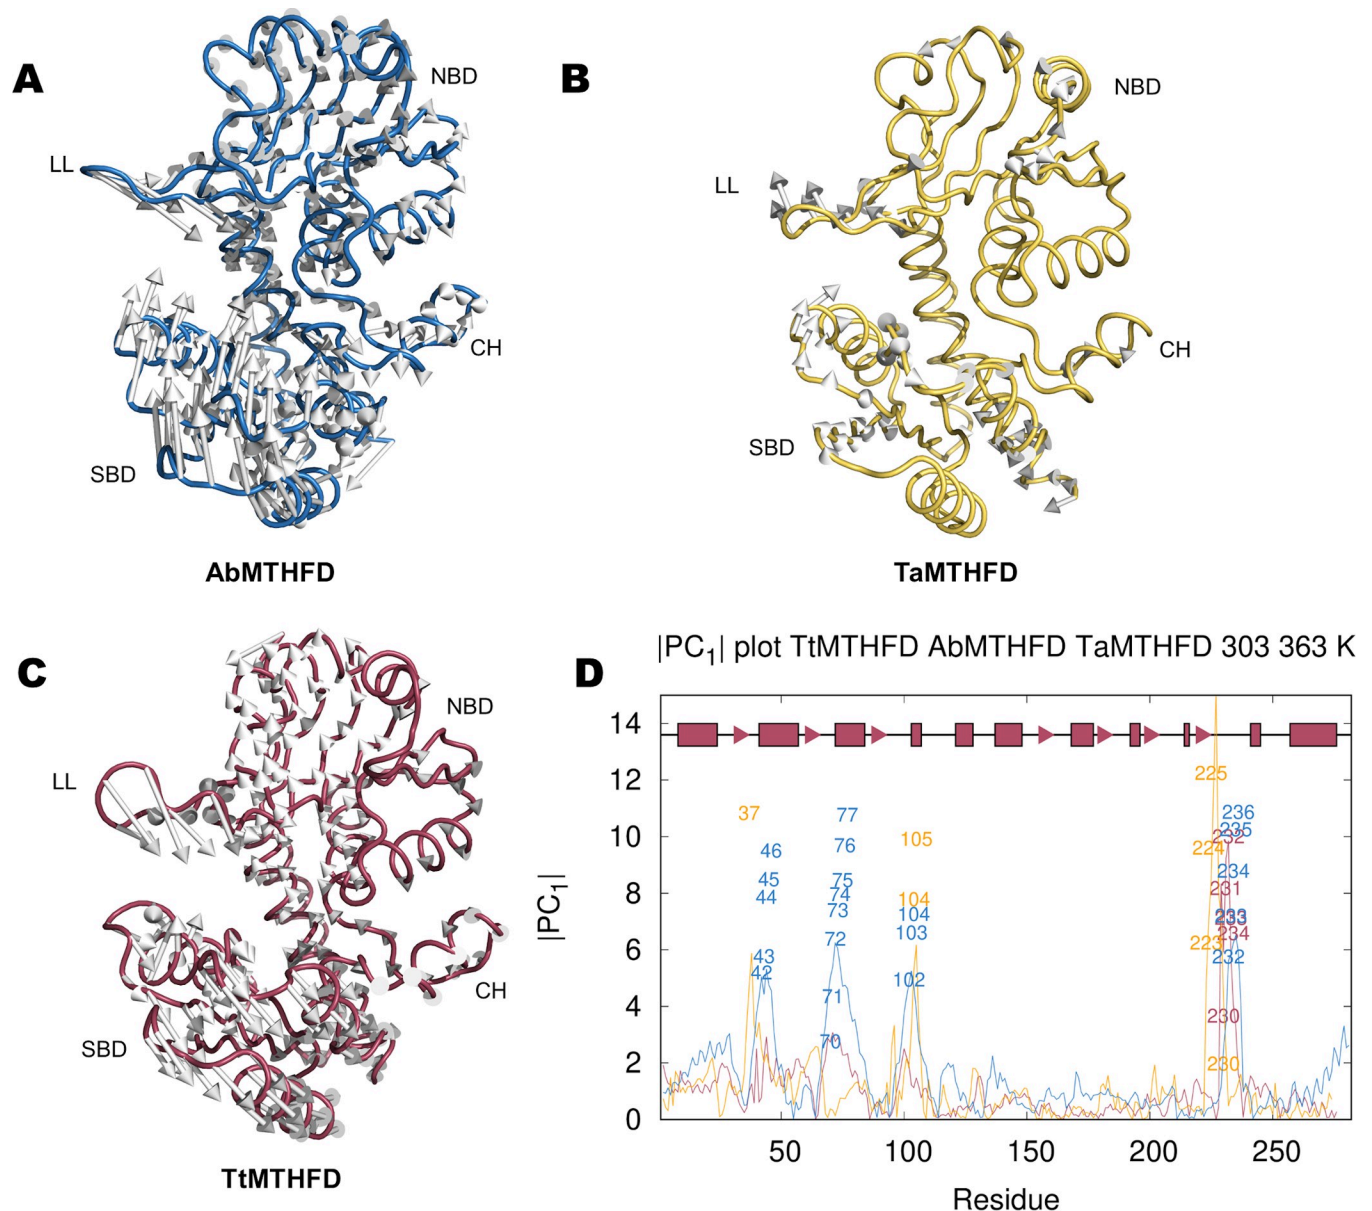 A
NBD
LL
CH
SBD
AbMTHFD
B
NBD
LL
CH
SBD
TaMTHFD
C
NBD
LL
CH
SBD
TtMTHFD
|PC₁| plot TtMTHFD AbMTHFD TaMTHFD 303 363 K
D
|PC₁|
14
12
10
8
6
4
2
0
37
46
45
44
43
42
77
76
75
74
73
72
71
70
105
104
104
103
102
225
224
223
230
236
235
232
234
231
233
234
232
230
50
100
150
200
250
Residue